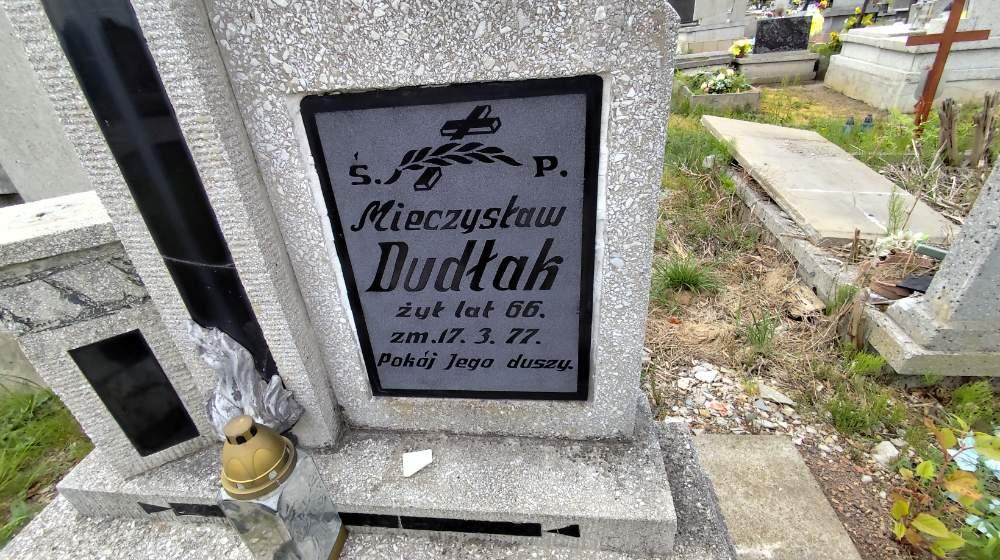 Ś. P.
Mieczysław
Dudłak
żył lat 66.
zm. 17. 3. 77.
Pokój Jego duszy.